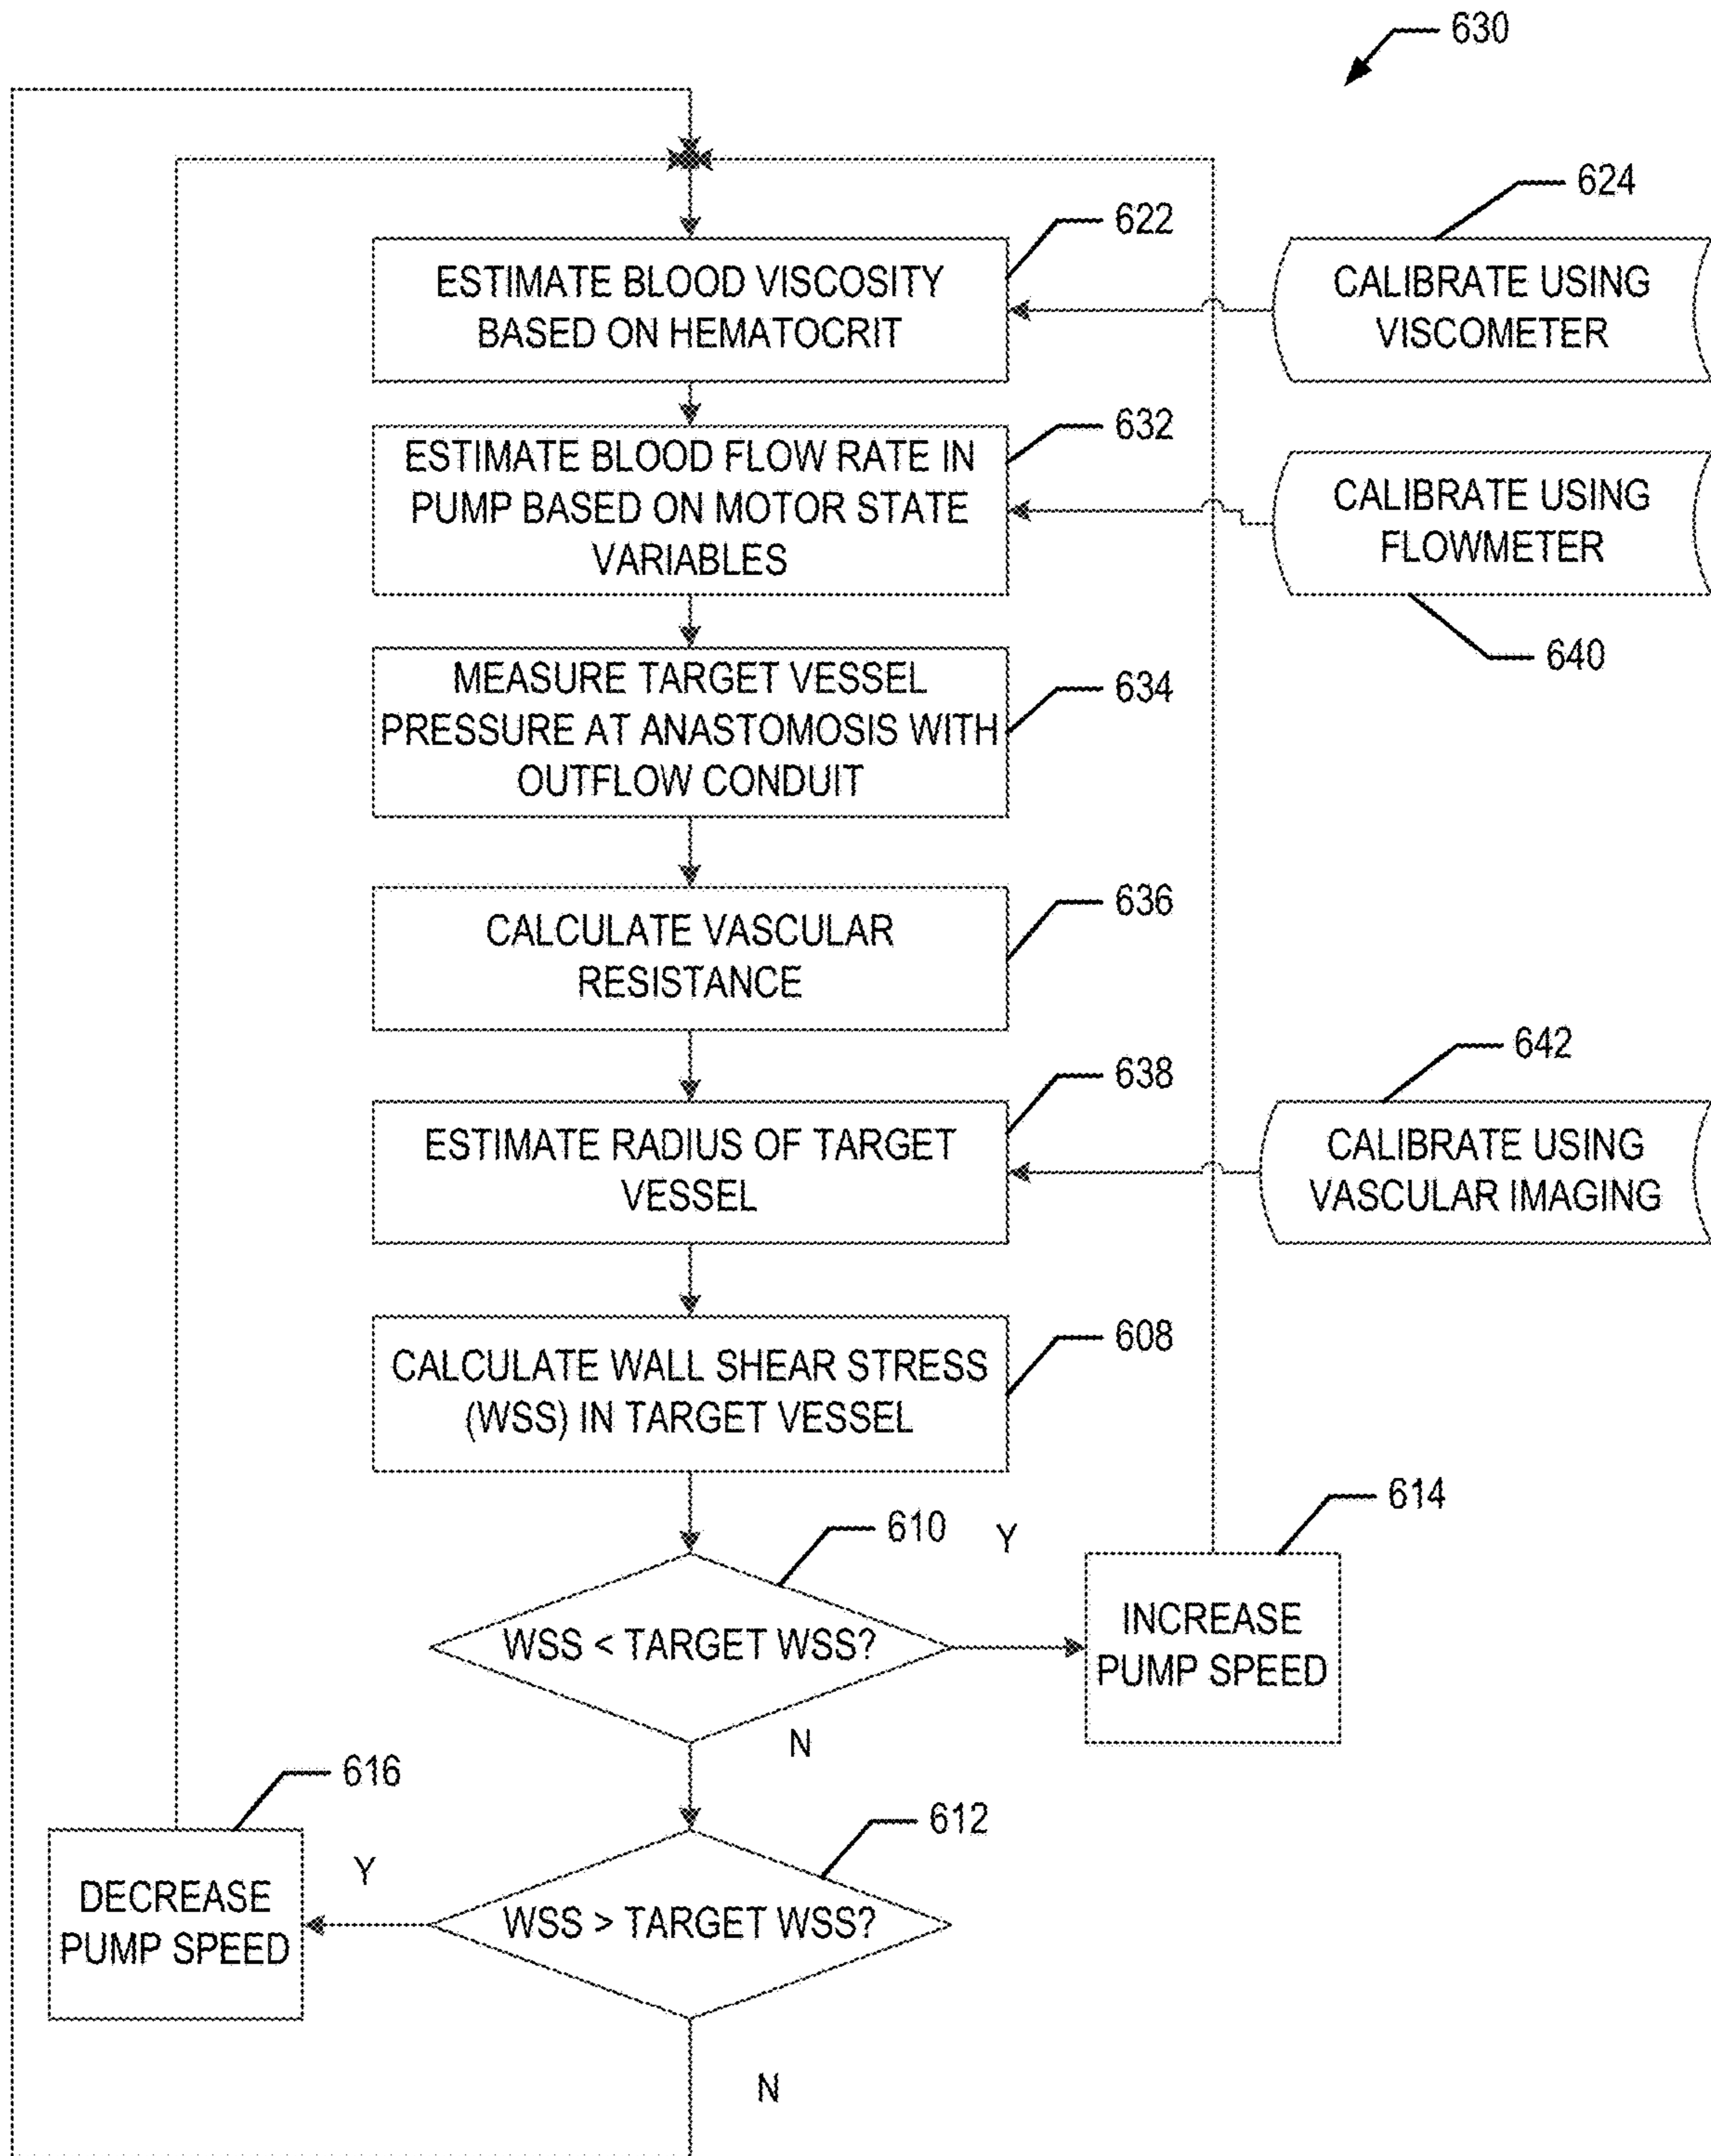 630
622
624
ESTIMATE BLOOD VISCOSITY
BASED ON HEMATOCRIT
CALIBRATE USING
VISCOMETER
632
ESTIMATE BLOOD FLOW RATE IN
PUMP BASED ON MOTOR STATE
VARIABLES
CALIBRATE USING
FLOWMETER
640
634
MEASURE TARGET VESSEL
PRESSURE AT ANASTOMOSIS WITH
OUTFLOW CONDUIT
636
CALCULATE VASCULAR
RESISTANCE
638
642
ESTIMATE RADIUS OF TARGET
VESSEL
CALIBRATE USING
VASCULAR IMAGING
608
CALCULATE WALL SHEAR STRESS
(WSS) IN TARGET VESSEL
610
Y
614
WSS < TARGET WSS?
INCREASE
PUMP SPEED
N
616
612
Y
DECREASE
PUMP SPEED
WSS > TARGET WSS?
N